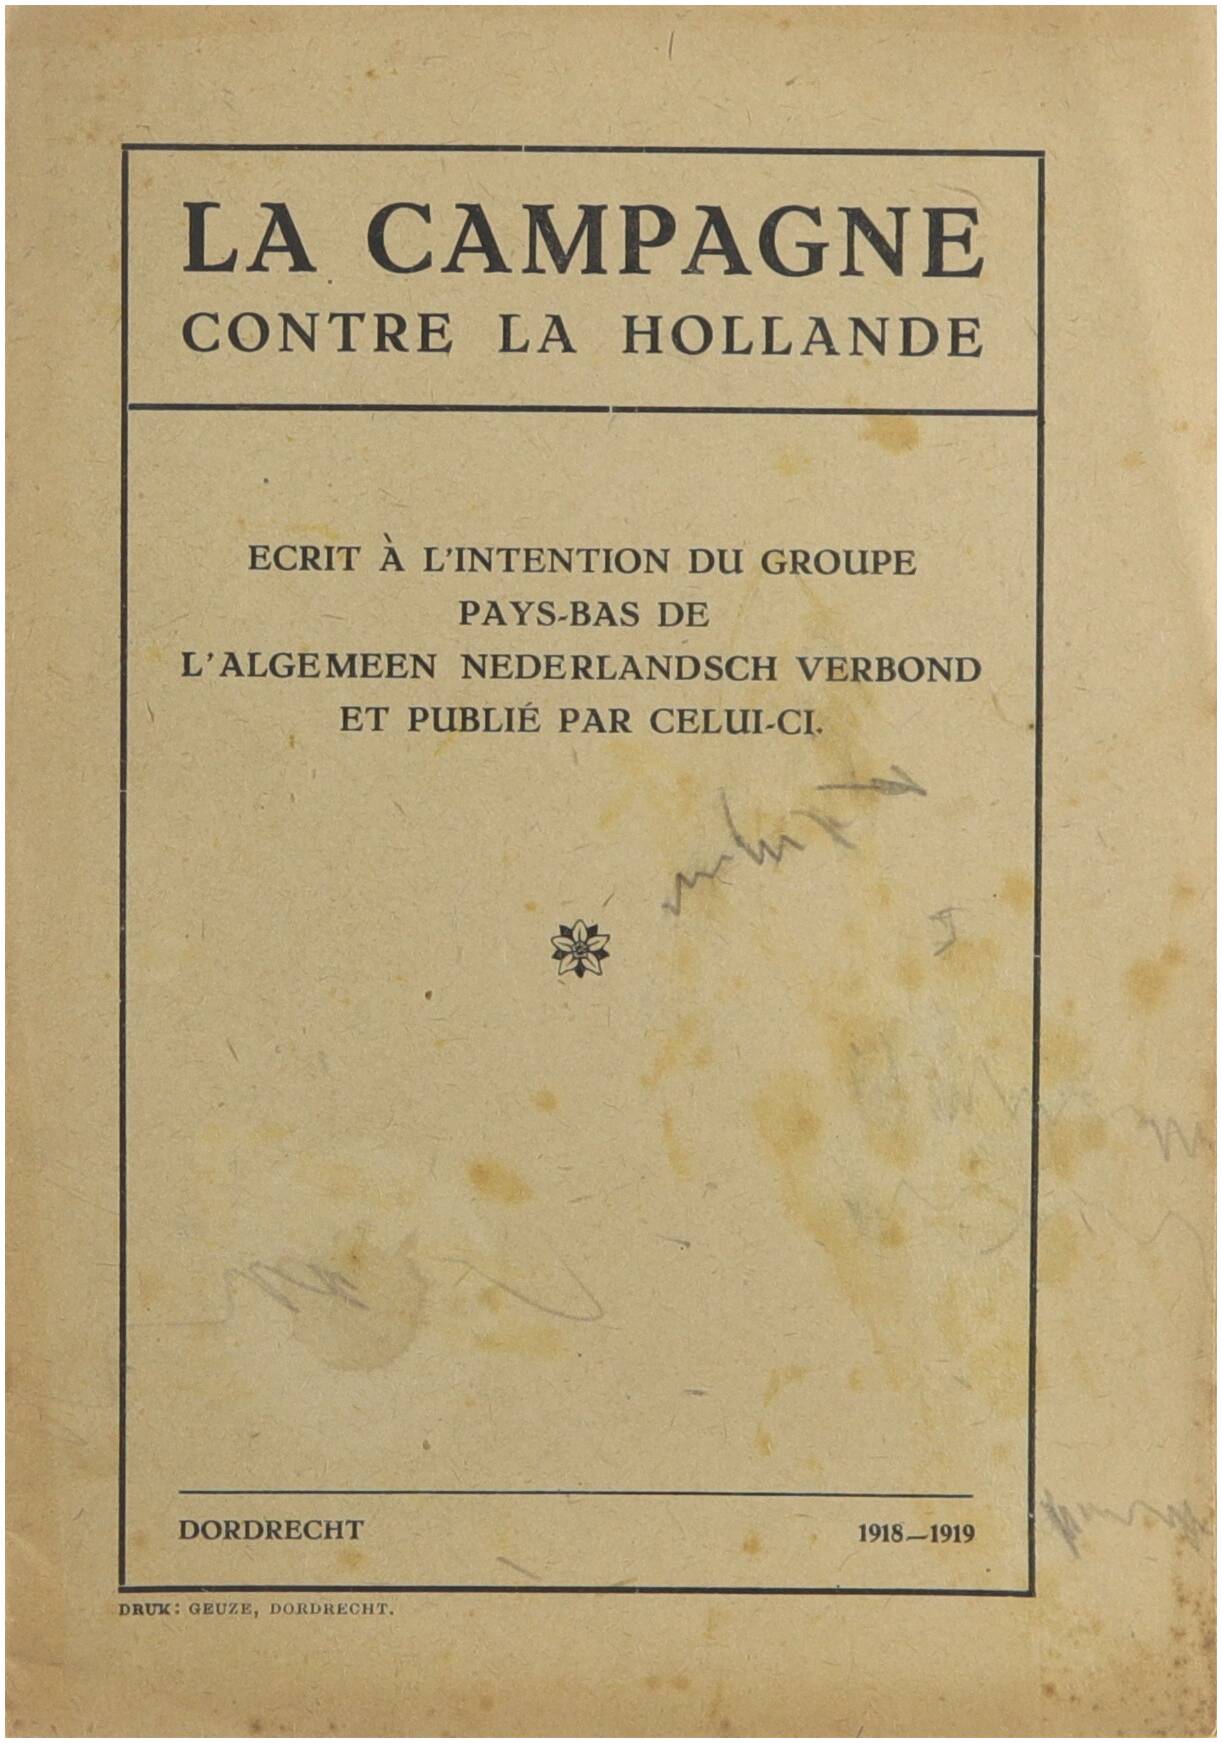 LA CAMPAGNE
CONTRE LA HOLLANDE
ECRIT À L'INTENTION DU GROUPE
PAYS-BAS DE
L'ALGEMEEN NEDERLANDSCH VERBOND
ET PUBLIÉ PAR CELUI-CI.
DORDRECHT 1918—1919
DRUK: GEUZE, DORDRECHT.